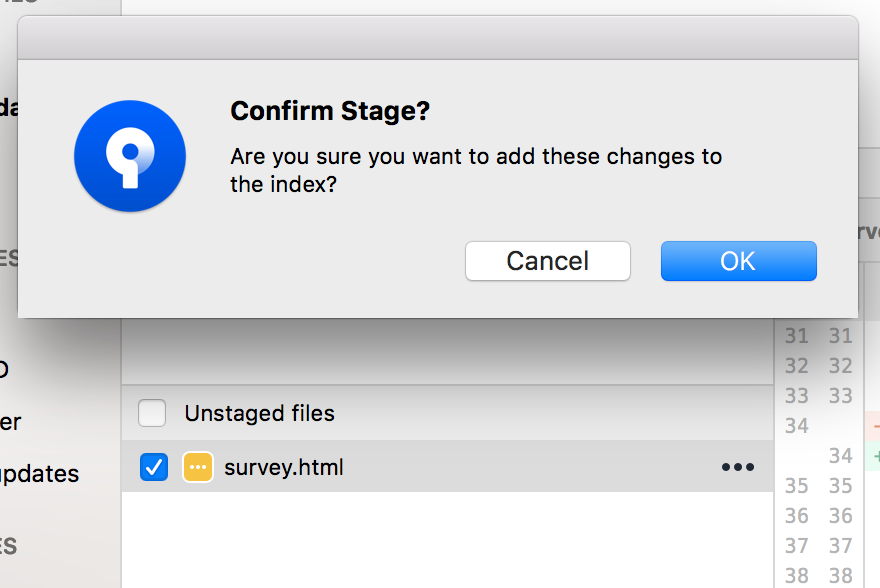 Confirm Stage?
Are you sure you want to add these changes to
the index?
Cancel
OK
31 31
32 32
33 33
34
34
35 35
36 36
37 37
38 38
Unstaged files
survey.html
updates